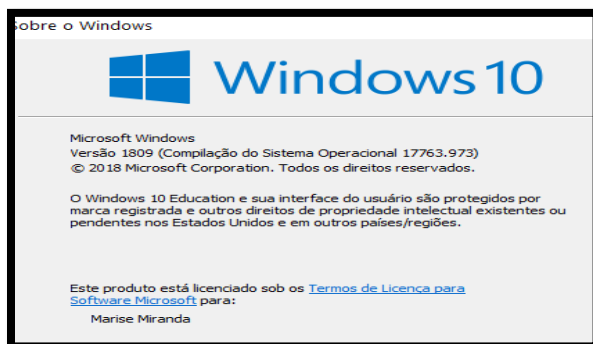 Sobre o Windows
Windows 10
Microsoft Windows
Versão 1809 (Compilação do Sistema Operacional 17763.973)
© 2018 Microsoft Corporation. Todos os direitos reservados.
O Windows 10 Education e sua interface do usuário são protegidos por
marca registrada e outros direitos de propriedade intelectual existentes ou
pendentes nos Estados Unidos e em outros países/regiões.
Este produto está licenciado sob os Termos de Licença para
Software Microsoft para:
Marise Miranda